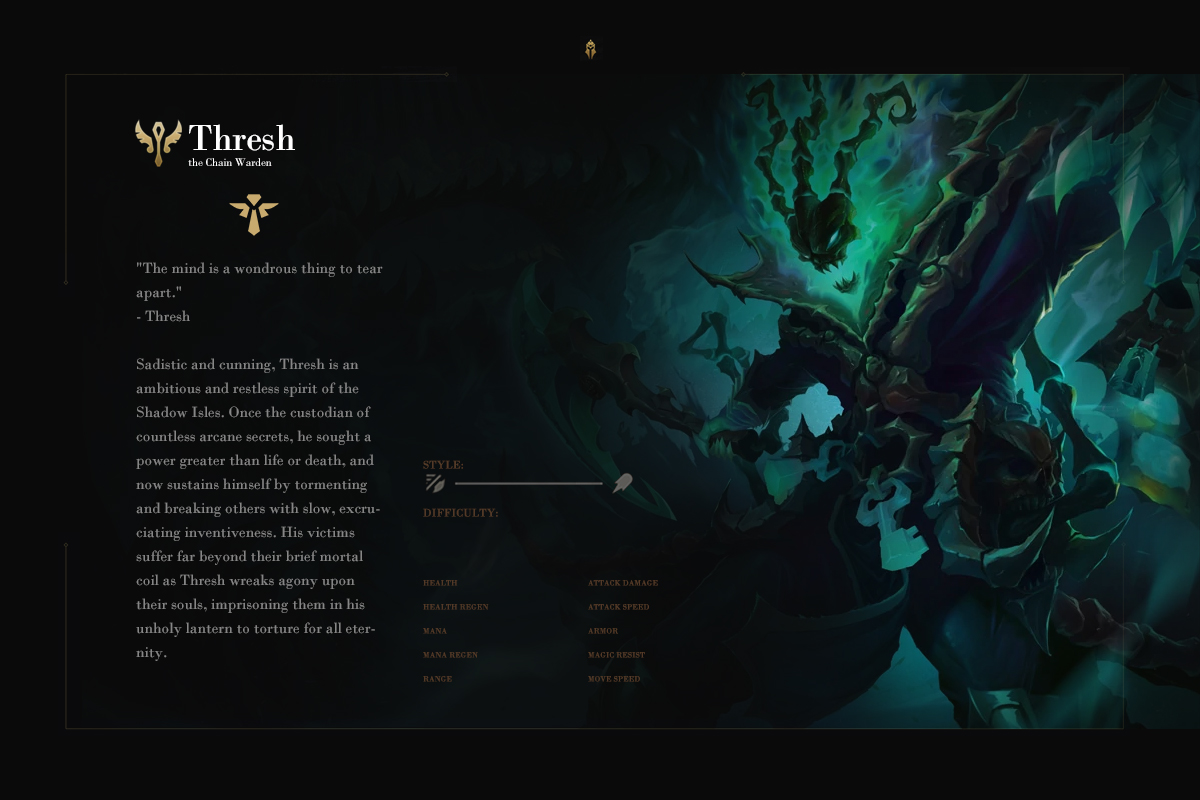 Thresh
the Chain Warden
"The mind is a wondrous thing to tear
apart."
- Thresh
Sadistic and cunning, Thresh is an
ambitious and restless spirit of the
Shadow Isles. Once the custodian of
countless arcane secrets, he sought a
power greater than life or death, and
now sustains himself by tormenting
and breaking others with slow, excru-
ciating inventiveness. His victims
suffer far beyond their brief mortal
coil as Thresh wreaks agony upon
their souls, imprisoning them in his
unholy lantern to torture for all eter-
nity.
STYLE:
DIFFICULTY:
HEALTH
HEALTH REGEN
MANA
MANA REGEN
RANGE
ATTACK DAMAGE
ATTACK SPEED
ARMOR
MAGIC RESIST
MOVE SPEED